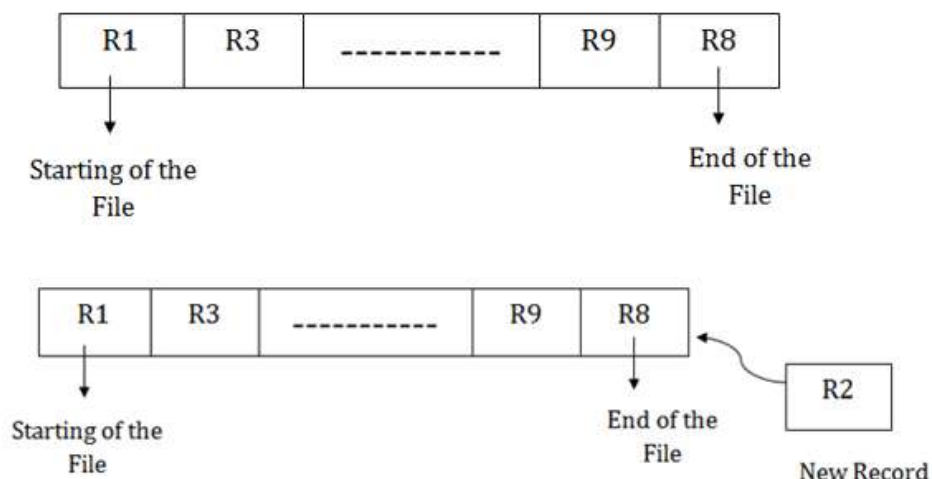 R1 R3 ----------- R9 R8
Starting of the
File
End of the
File
R1 R3 ----------- R9 R8
R2
Starting of the
File
End of the
File
New Record